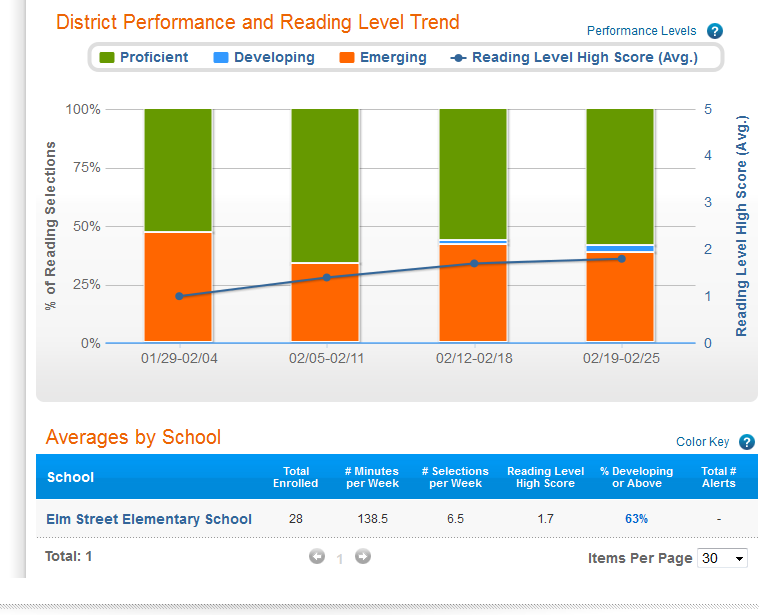 District Performance and Reading Level Trend
Performance Levels ?
Proficient Developing Emerging Reading Level High Score (Avg.)
100% 5
4
75%
3
50%
2
25%
1
0% 0
% of Reading Selections
Reading Level High Score (Avg.)
01/29-02/04 02/05-02/11 02/12-02/18 02/19-02/25
Averages by School
Color Key ?
School Total Enrolled # Minutes per Week # Selections per Week Reading Level High Score % Developing or Above Total # Alerts
Elm Street Elementary School 28 138.5 6.5 1.7 63% -
Total: 1 1 Items Per Page 30